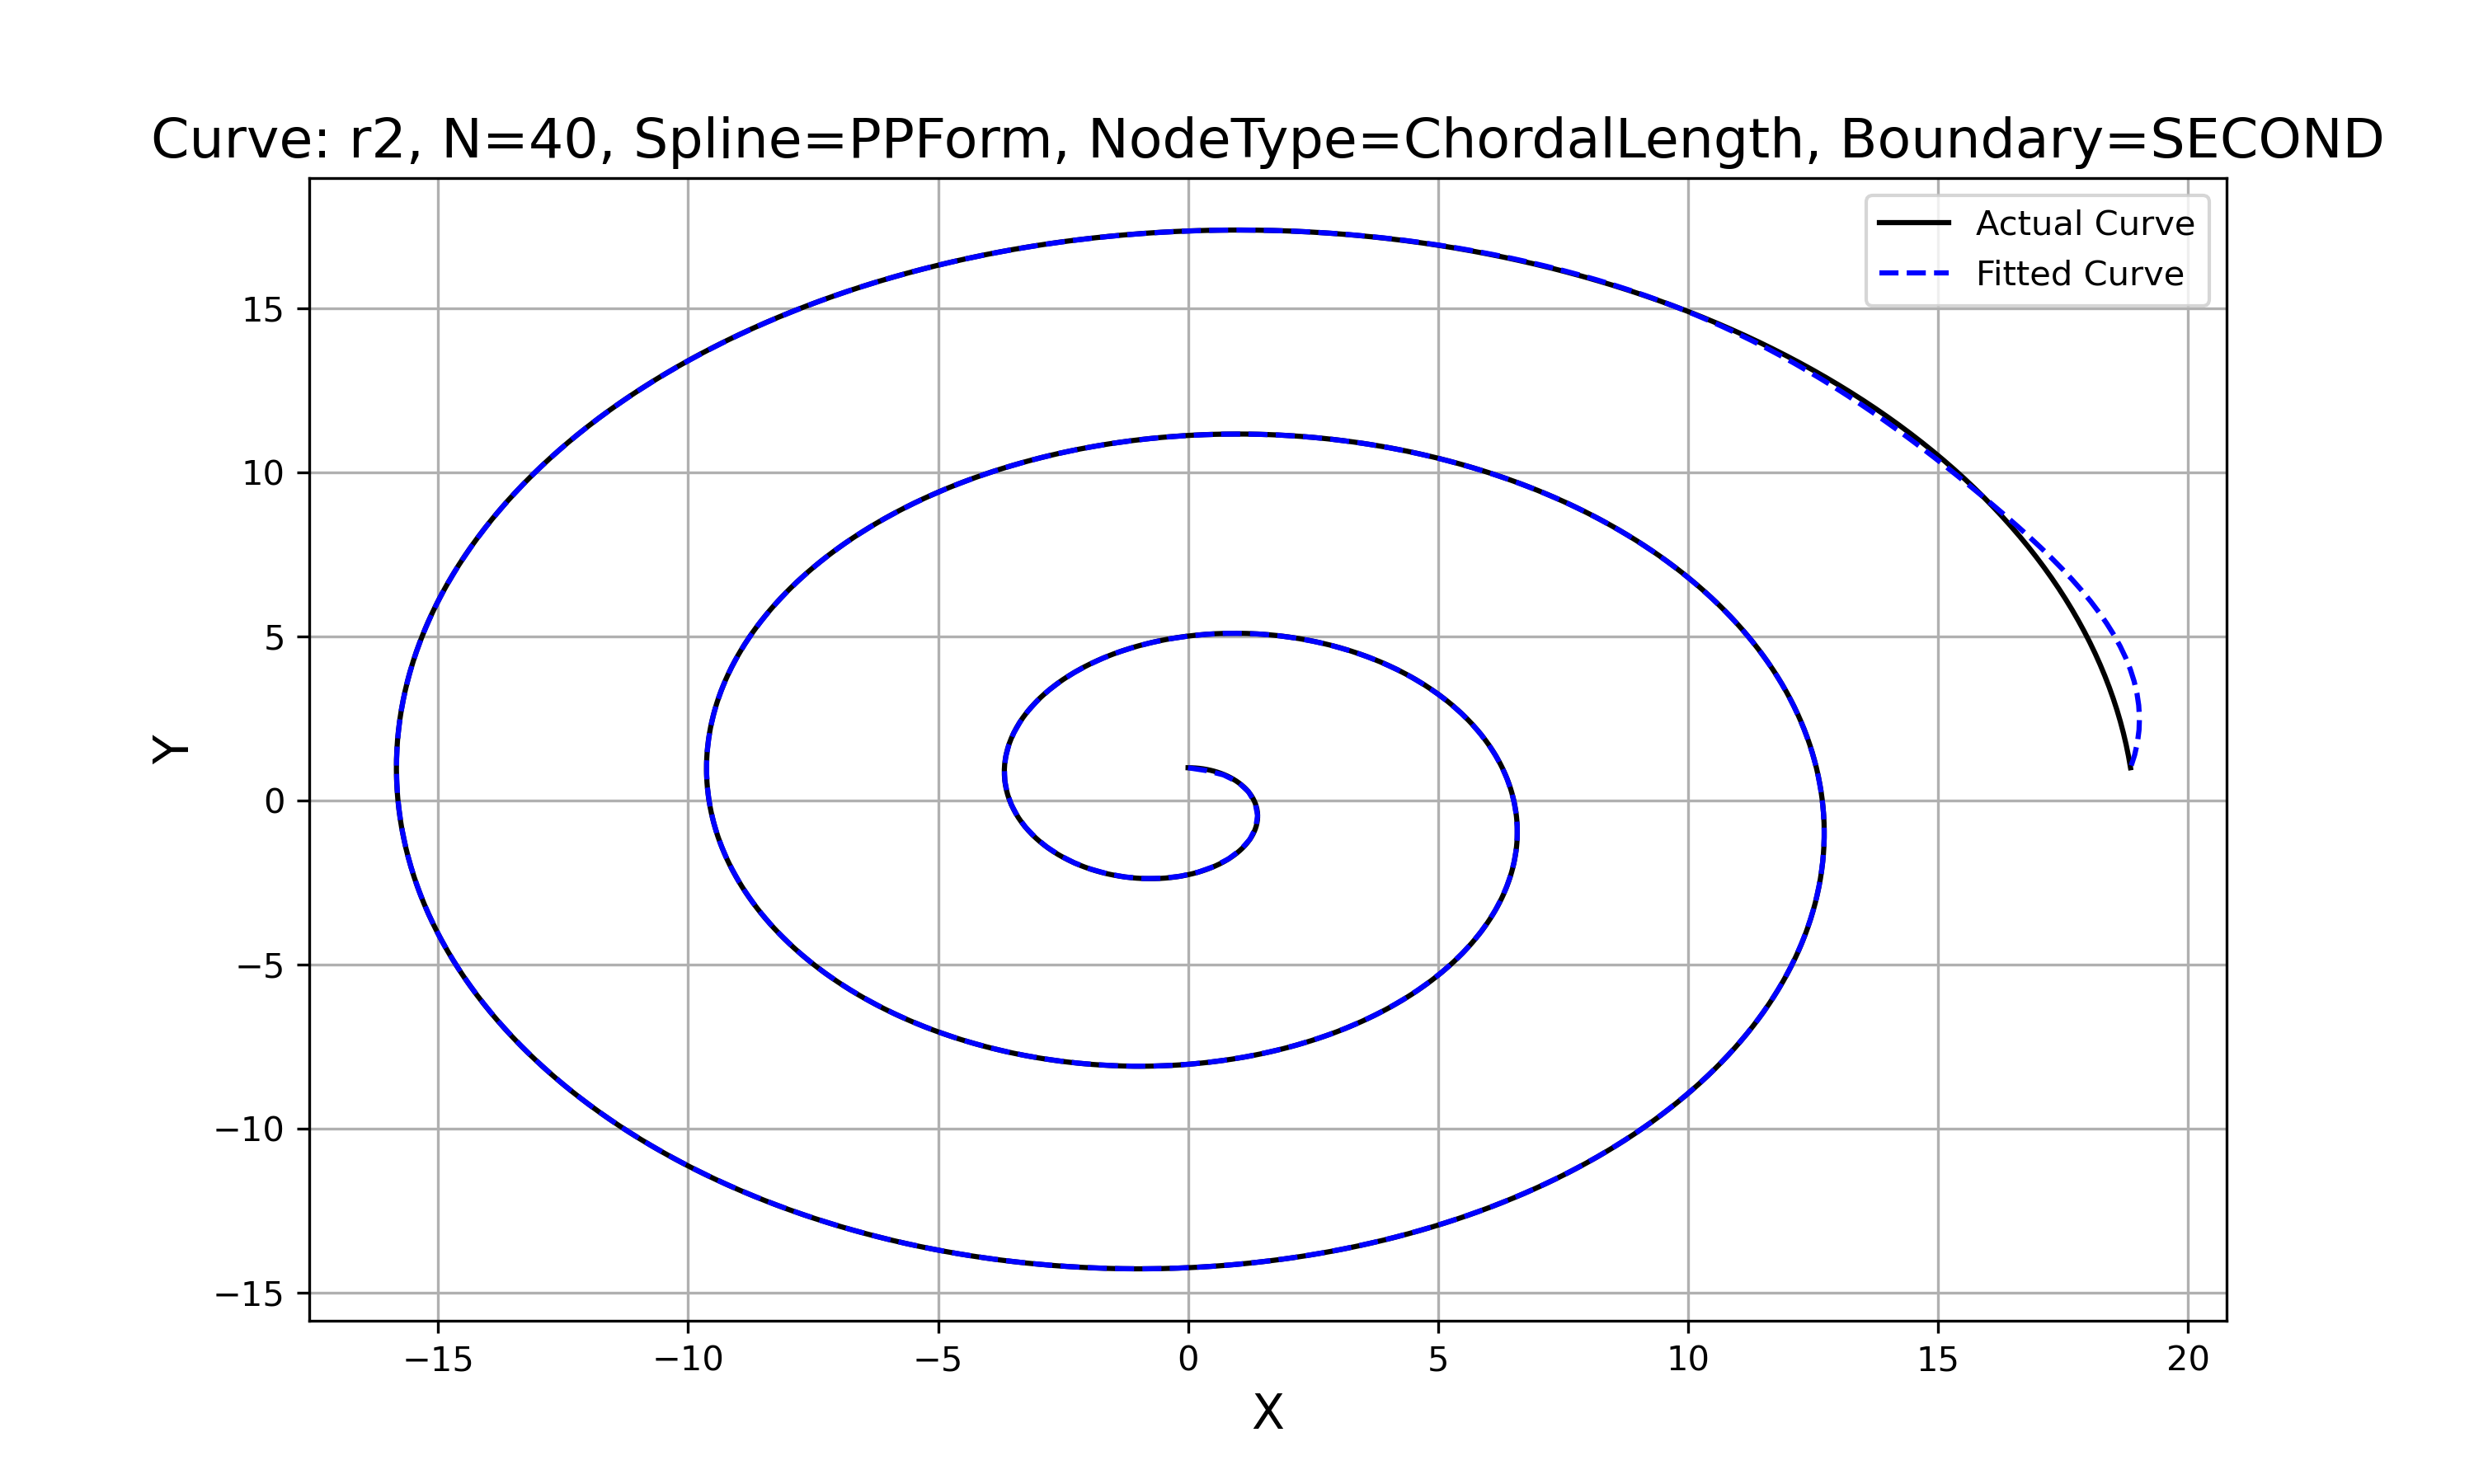 Curve: r2, N=40, Spline=PPForm, NodeType=ChordalLength, Boundary=SECOND
Actual Curve
Fitted Curve
15
10
5
0
−5
−10
−15
Y
−15 −10 −5 0 5 10 15 20
X